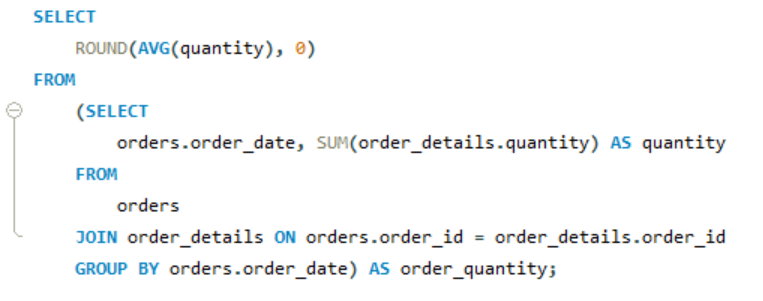 SELECT
ROUND(AVG(quantity), 0)
FROM
(SELECT
orders.order_date, SUM(order_details.quantity) AS quantity
FROM
orders
JOIN order_details ON orders.order_id = order_details.order_id
GROUP BY orders.order_date) AS order_quantity;